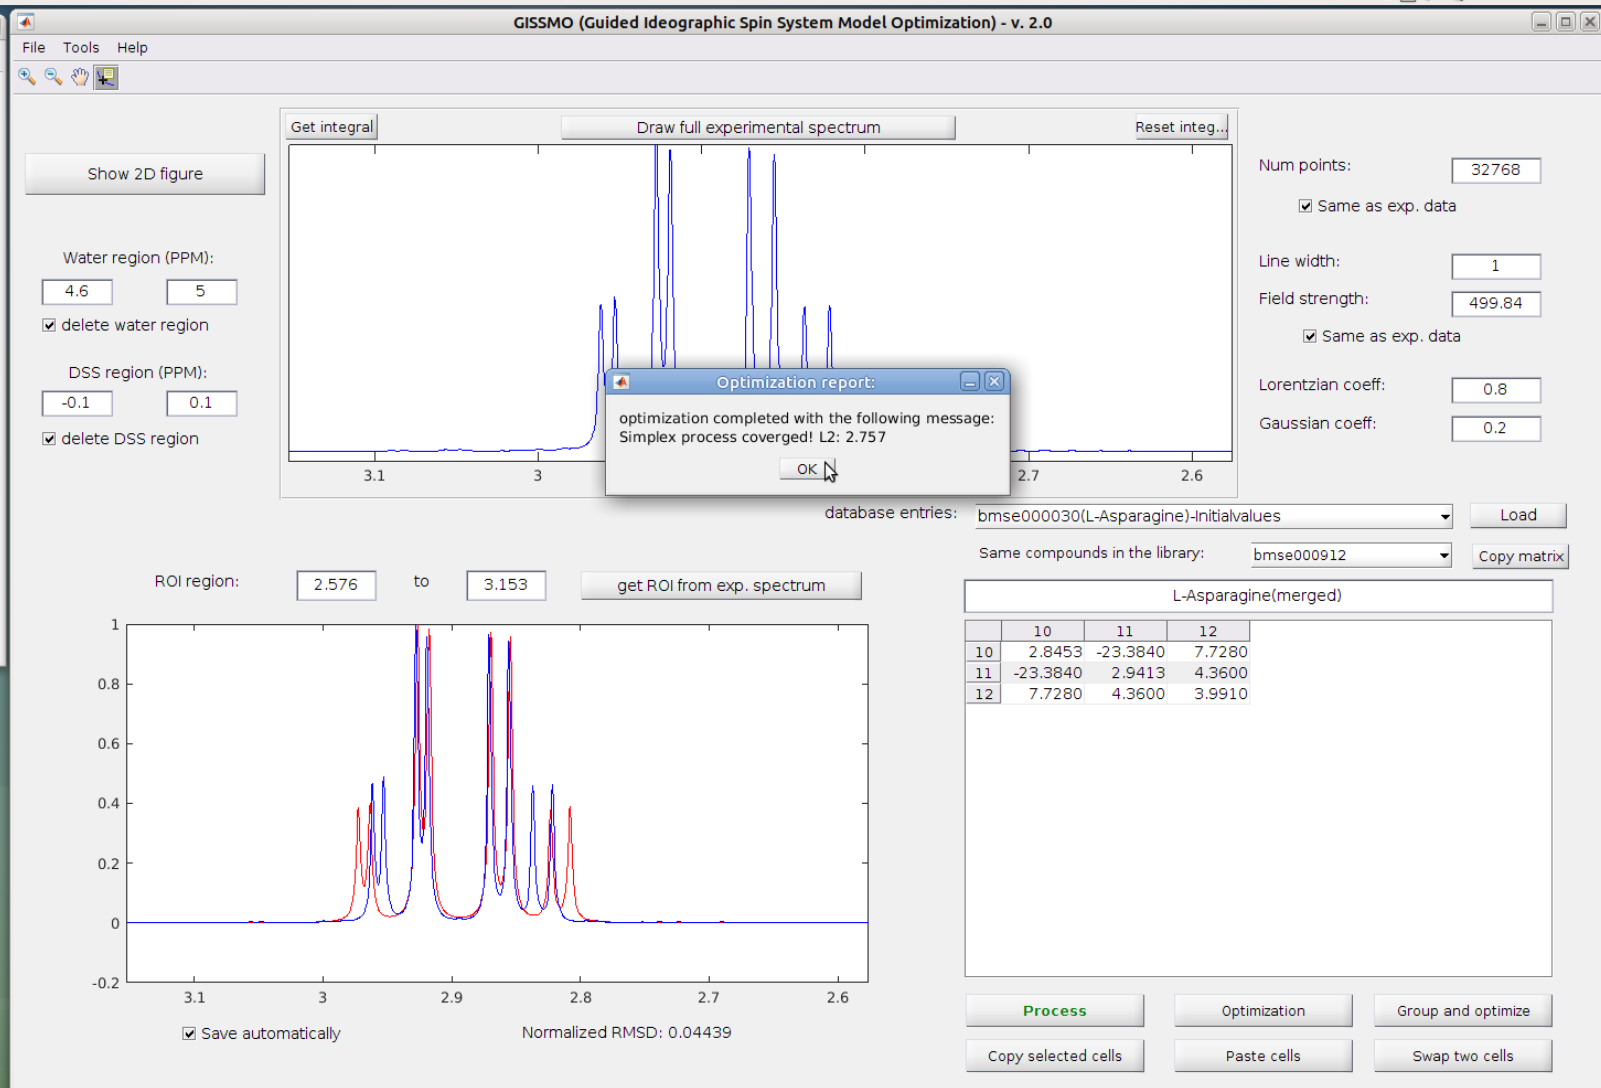 GISSMO (Guided Ideographic Spin System Model Optimization) - v. 2.0
File Tools Help
Get integral Draw full experimental spectrum Reset integ...
Show 2D figure
Water region (PPM):
4.6 5
delete water region
DSS region (PPM):
-0.1 0.1
delete DSS region
3.1 3 2.7 2.6
Num points: 32768
Same as exp. data
Line width: 1
Field strength: 499.84
Same as exp. data
Lorentzian coeff: 0.8
Gaussian coeff: 0.2
Optimization report:
optimization completed with the following message:
Simplex process coverged! L2: 2.757
OK
database entries: bmse000030(L-Asparagine)-Initialvalues Load
Same compounds in the library: bmse000912 Copy matrix
ROI region: 2.576 to 3.153 get ROI from exp. spectrum
L-Asparagine(merged)
10 11 12
10 2.8453 -23.3840 7.7280
11 -23.3840 2.9413 4.3600
12 7.7280 4.3600 3.9910
1
0.8
0.6
0.4
0.2
0
-0.2
3.1 3 2.9 2.8 2.7 2.6
Save automatically Normalized RMSD: 0.04439
Process Optimization Group and optimize
Copy selected cells Paste cells Swap two cells